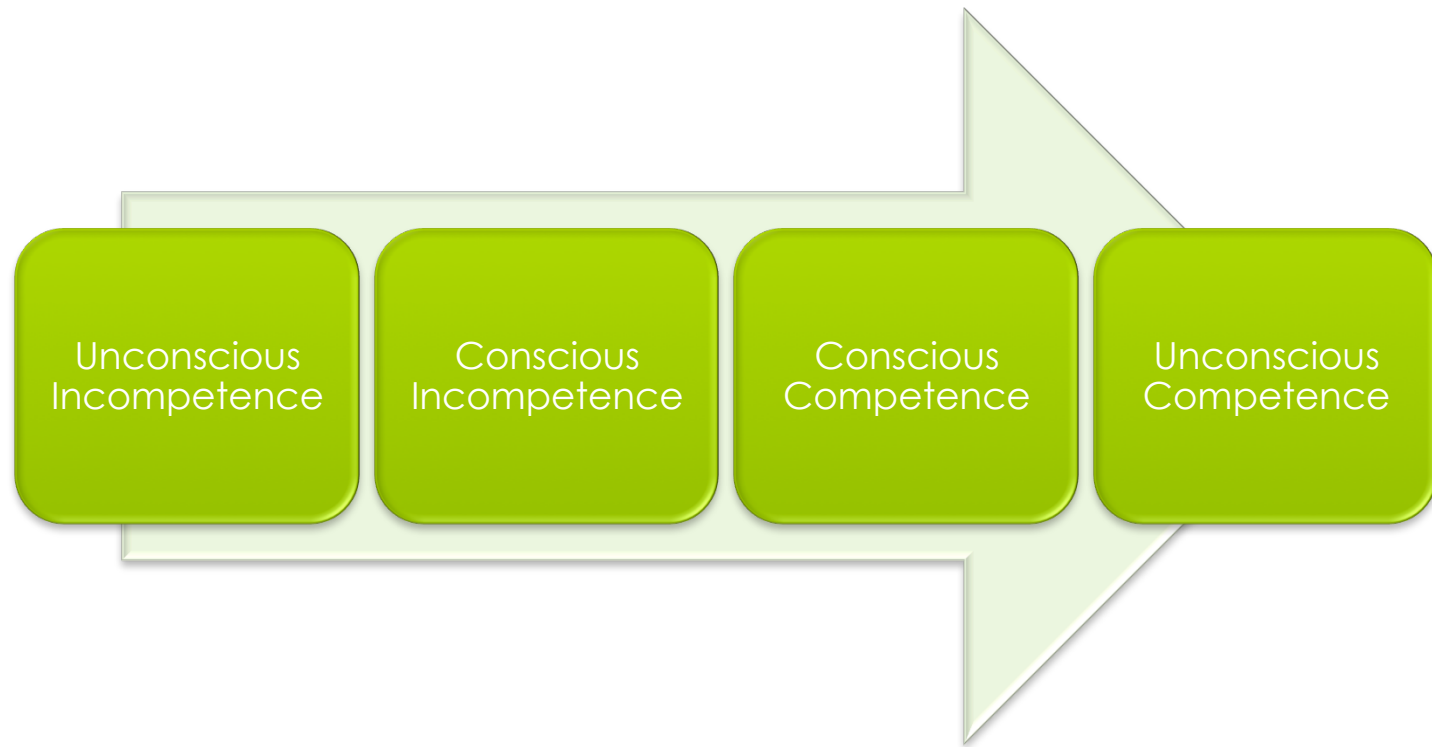 Unconscious
Incompetence
Conscious
Incompetence
Conscious
Competence
Unconscious
Competence